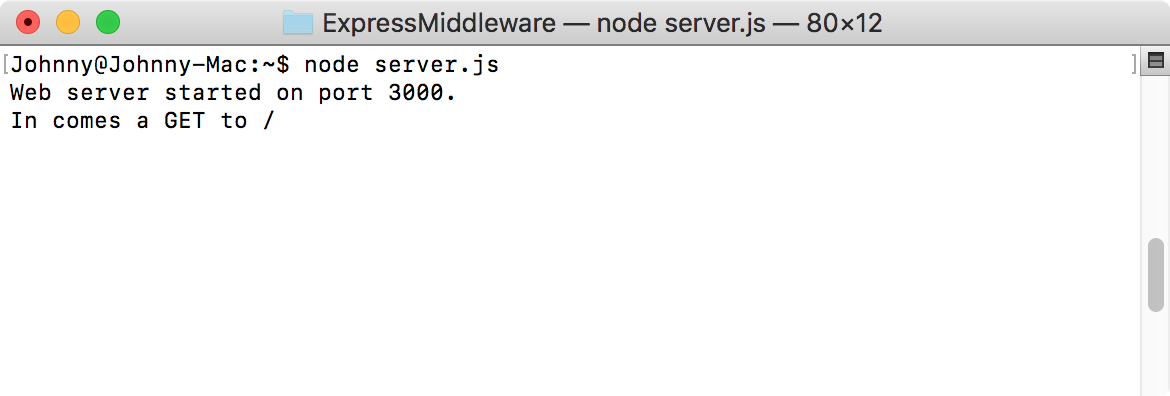 ExpressMiddleware — node server.js — 80×12
[Johnny@Johnny-Mac:~$ node server.js ]
Web server started on port 3000.
In comes a GET to /